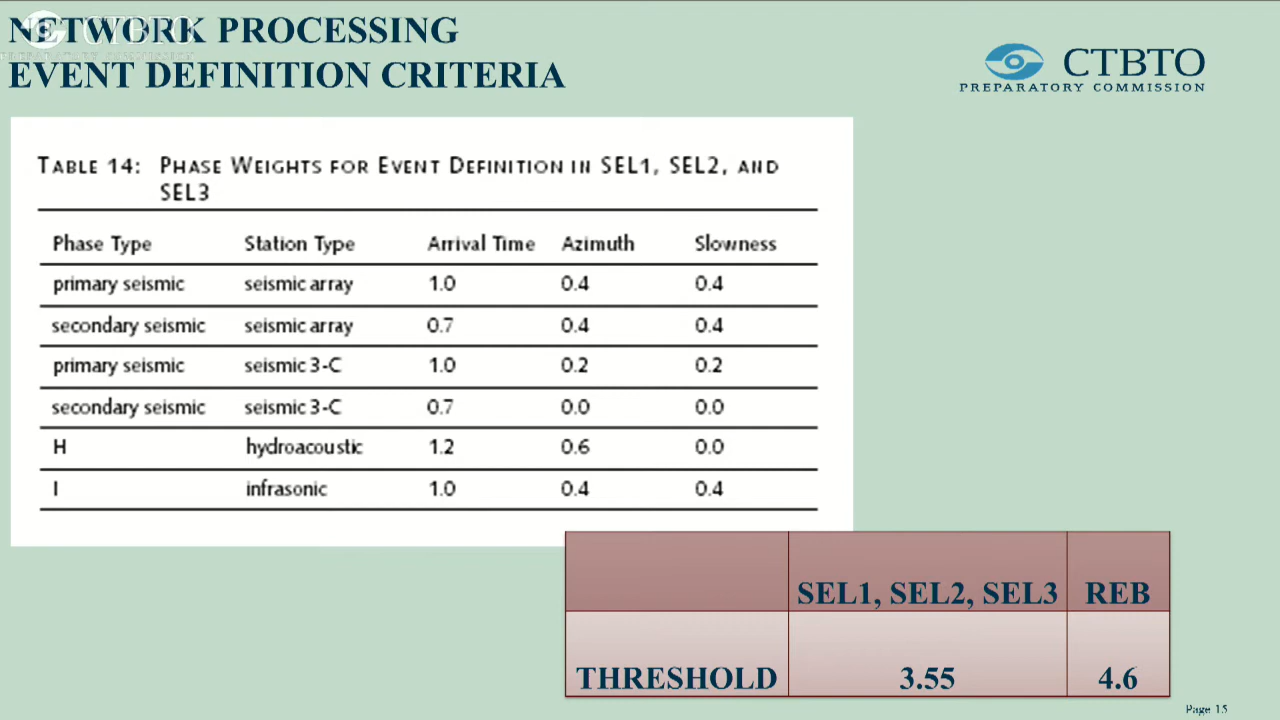 NETWORK PROCESSING
EVENT DEFINITION CRITERIA
CTBTO
PREPARATORY COMMISSION
CTBTO
PREPARATORY COMMISSION
TABLE 14: PHASE WEIGHTS FOR EVENT DEFINITION IN SEL1, SEL2, AND
SEL3
Phase Type Station Type Arrival Time Azimuth Slowness
primary seismic seismic array 1.0 0.4 0.4
secondary seismic seismic array 0.7 0.4 0.4
primary seismic seismic 3-C 1.0 0.2 0.2
secondary seismic seismic 3-C 0.7 0.0 0.0
H hydroacoustic 1.2 0.6 0.0
I infrasonic 1.0 0.4 0.4
SEL1, SEL2, SEL3 REB
THRESHOLD 3.55 4.6
Page 15